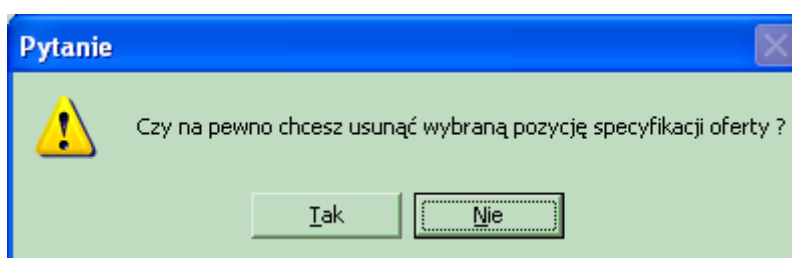 Pytanie
Czy na pewno chcesz usunąć wybraną pozycję specyfikacji oferty ?
Tak Nie